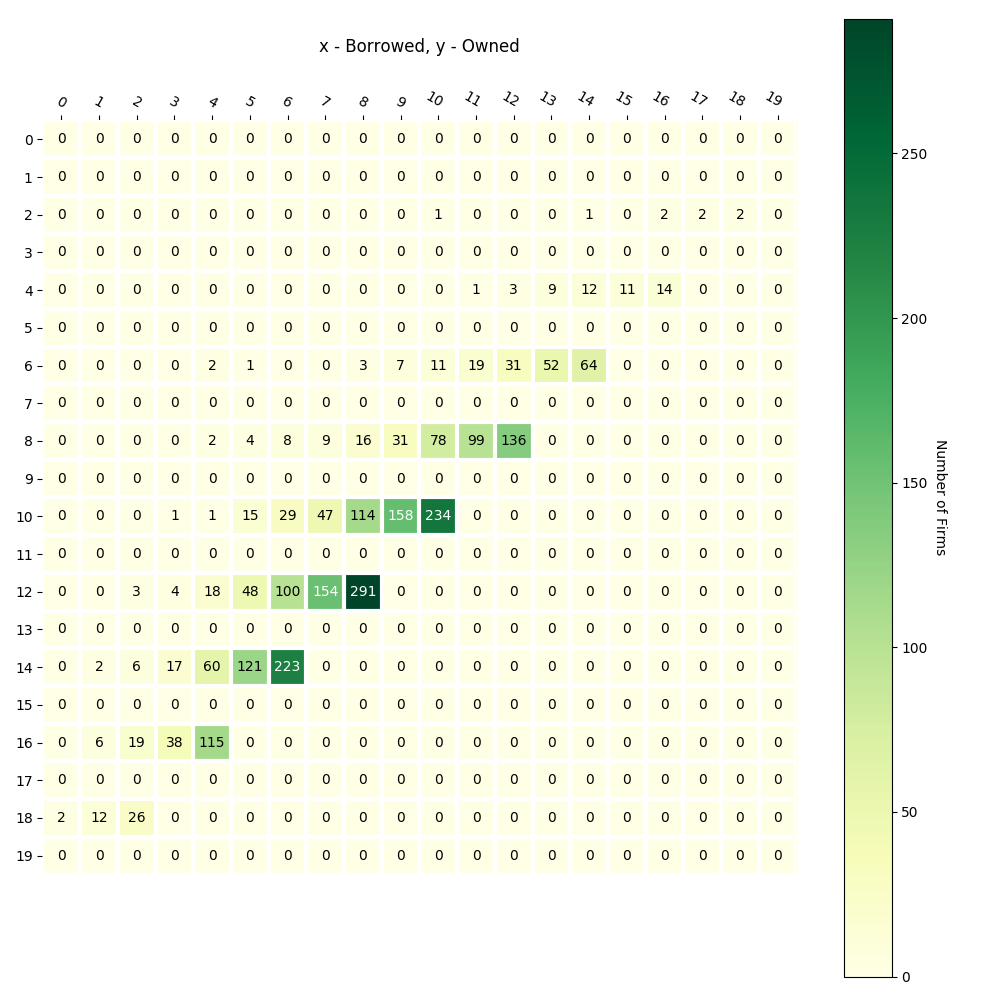 x - Borrowed, y - Owned
0 1 2 3 4 5 6 7 8 9 10 11 12 13 14 15 16 17 18 19
0 0 0 0 0 0 0 0 0 0 0 0 0 0 0 0 0 0 0 0 0
1 0 0 0 0 0 0 0 0 0 0 0 0 0 0 0 0 0 0 0 0
2 0 0 0 0 0 0 0 0 0 0 1 0 0 0 1 0 2 2 2 0
3 0 0 0 0 0 0 0 0 0 0 0 0 0 0 0 0 0 0 0 0
4 0 0 0 0 0 0 0 0 0 0 0 1 3 9 12 11 14 0 0 0
5 0 0 0 0 0 0 0 0 0 0 0 0 0 0 0 0 0 0 0 0
6 0 0 0 0 2 1 0 0 3 7 11 19 31 52 64 0 0 0 0 0
7 0 0 0 0 0 0 0 0 0 0 0 0 0 0 0 0 0 0 0 0
8 0 0 0 0 2 4 8 9 16 31 78 99 136 0 0 0 0 0 0 0
9 0 0 0 0 0 0 0 0 0 0 0 0 0 0 0 0 0 0 0 0
10 0 0 0 1 1 15 29 47 114 158 234 0 0 0 0 0 0 0 0 0
11 0 0 0 0 0 0 0 0 0 0 0 0 0 0 0 0 0 0 0 0
12 0 0 3 4 18 48 100 154 291 0 0 0 0 0 0 0 0 0 0 0
13 0 0 0 0 0 0 0 0 0 0 0 0 0 0 0 0 0 0 0 0
14 0 2 6 17 60 121 223 0 0 0 0 0 0 0 0 0 0 0 0 0
15 0 0 0 0 0 0 0 0 0 0 0 0 0 0 0 0 0 0 0 0
16 0 6 19 38 115 0 0 0 0 0 0 0 0 0 0 0 0 0 0 0
17 0 0 0 0 0 0 0 0 0 0 0 0 0 0 0 0 0 0 0 0
18 2 12 26 0 0 0 0 0 0 0 0 0 0 0 0 0 0 0 0 0
19 0 0 0 0 0 0 0 0 0 0 0 0 0 0 0 0 0 0 0 0
250
200
150
100
50
0
Number of Firms